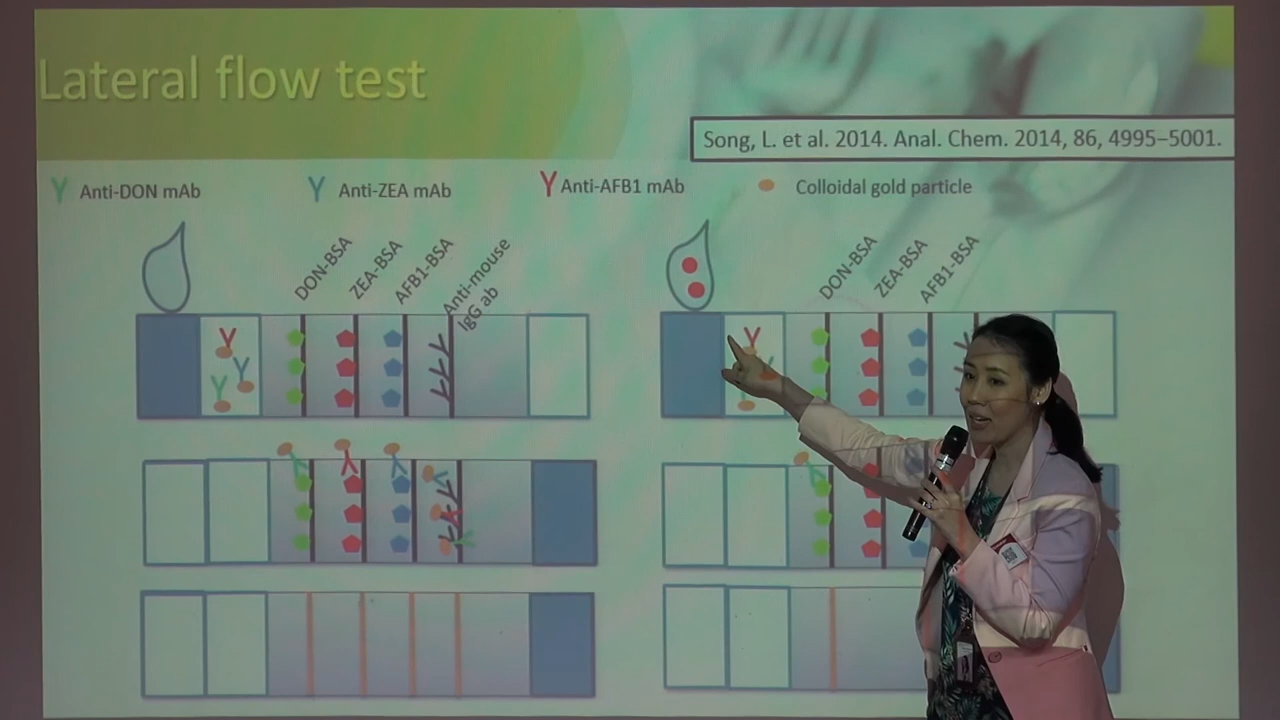 Lateral flow test
Song, L. et al. 2014. Anal. Chem. 2014, 86, 4995–5001.
Anti-DON mAb
Anti-ZEA mAb
Anti-AFB1 mAb
Colloidal gold particle
DON-BSA
ZEA-BSA
AFB1-BSA
Anti-mouse
IgG ab
DON-BSA
ZEA-BSA
AFB1-BSA